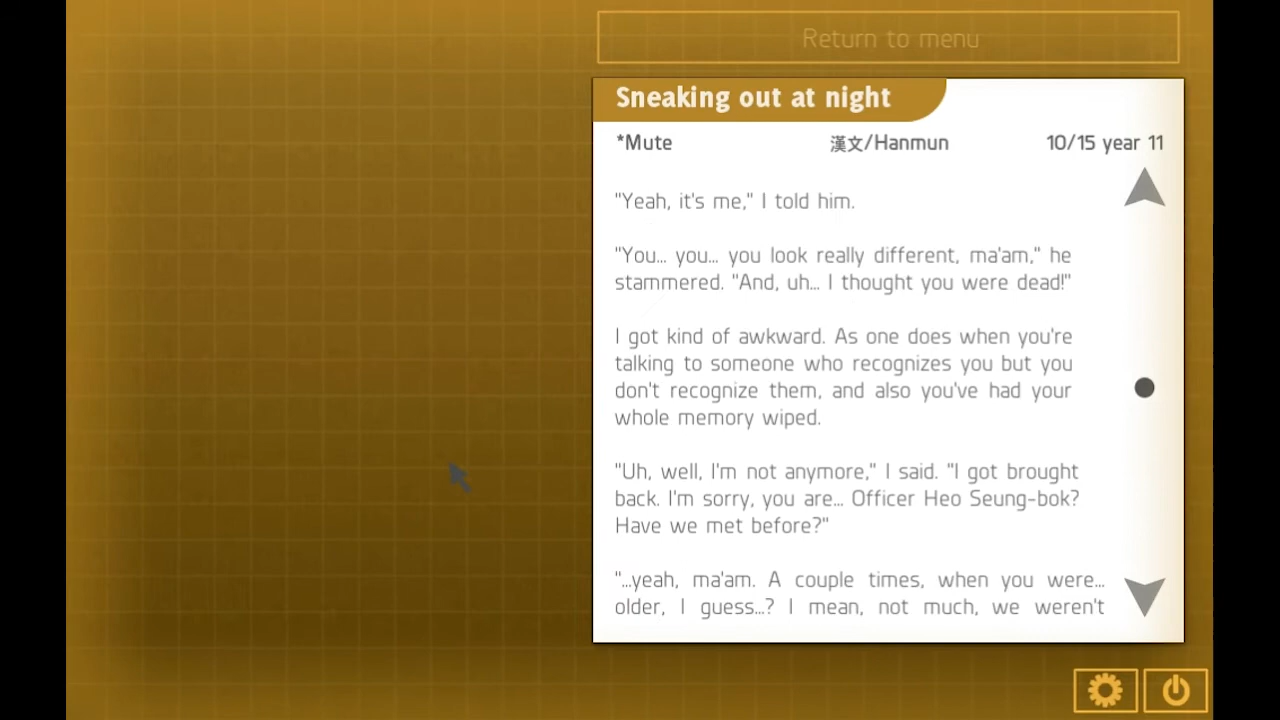 Return to menu
Sneaking out at night
*Mute 漢文/Hanmun 10/15 year 11
"Yeah, it's me," I told him.
"You... you... you look really different, ma'am," he
stammered. "And, uh... I thought you were dead!"
I got kind of awkward. As one does when you're
talking to someone who recognizes you but you
don't recognize them, and also you've had your
whole memory wiped.
"Uh, well, I'm not anymore," I said. "I got brought
back. I'm sorry, you are... Officer Heo Seung-bok?
Have we met before?"
"...yeah, ma'am. A couple times, when you were...
older, I guess...? I mean, not much, we weren't